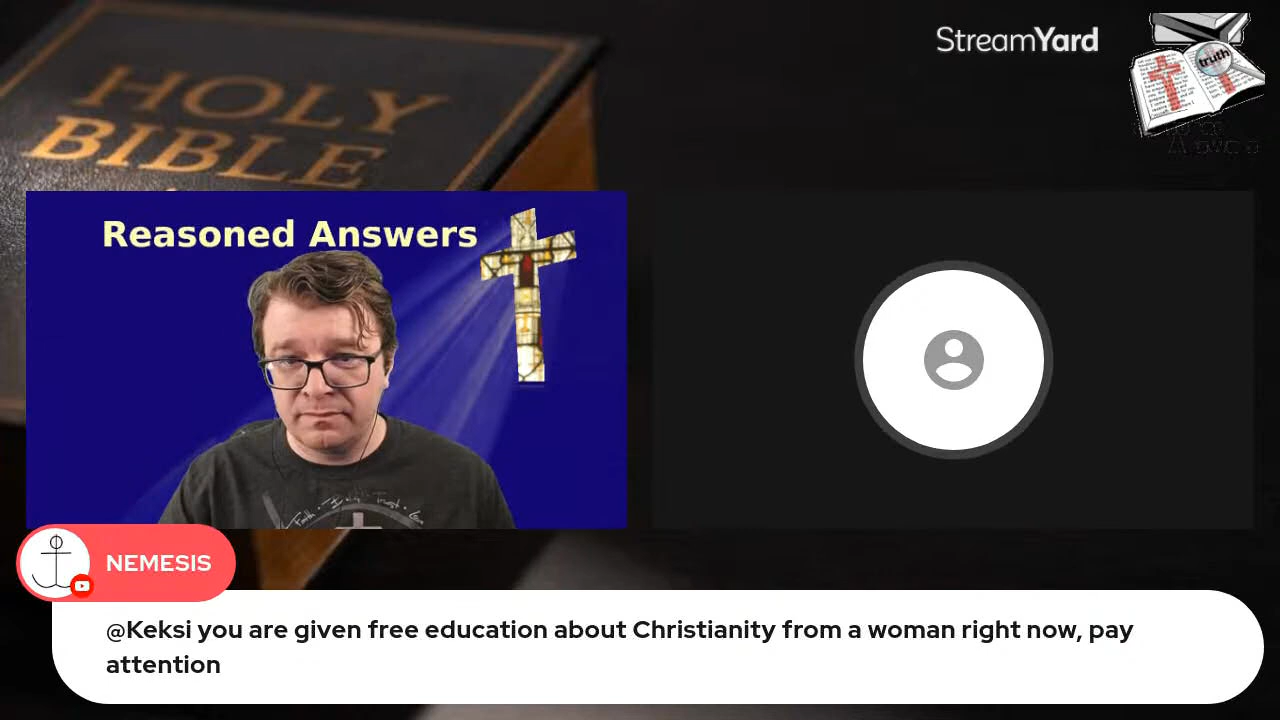 HOLY
BIBLE
StreamYard
truth
Reasoned Answers
NEMESIS
@Keksi you are given free education about Christianity from a woman right now, pay
attention